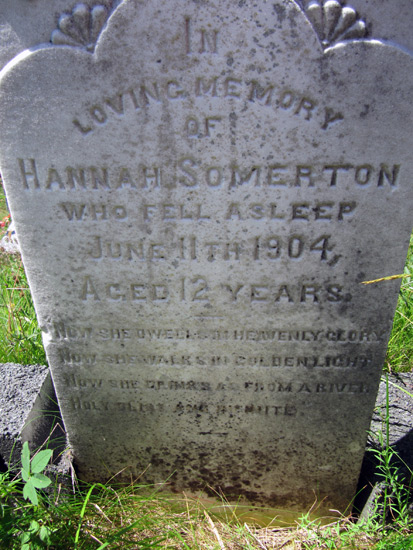 In
LOVING MEMORY
OF
HANNAH SOMERTON
WHO FELL ASLEEP
JUNE 11TH 1904,
AGED 12 YEARS.
NOW SHE DWELLS IN HEAVENLY GLORY
NOW SHE WALKS IN GOLDEN LIGHT
NOW SHE DRINKS AS FROM A RIVER
HOLY BLISS AND INFINITE.